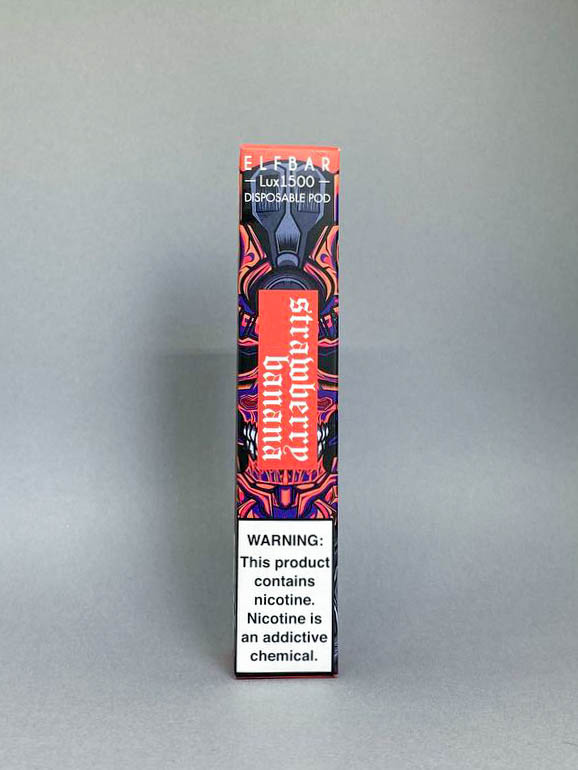 ELFBAR
Lux1500
DISPOSABLE POD
strawberry
banana
WARNING:
This product
contains
nicotine.
Nicotine is
an addictive
chemical.